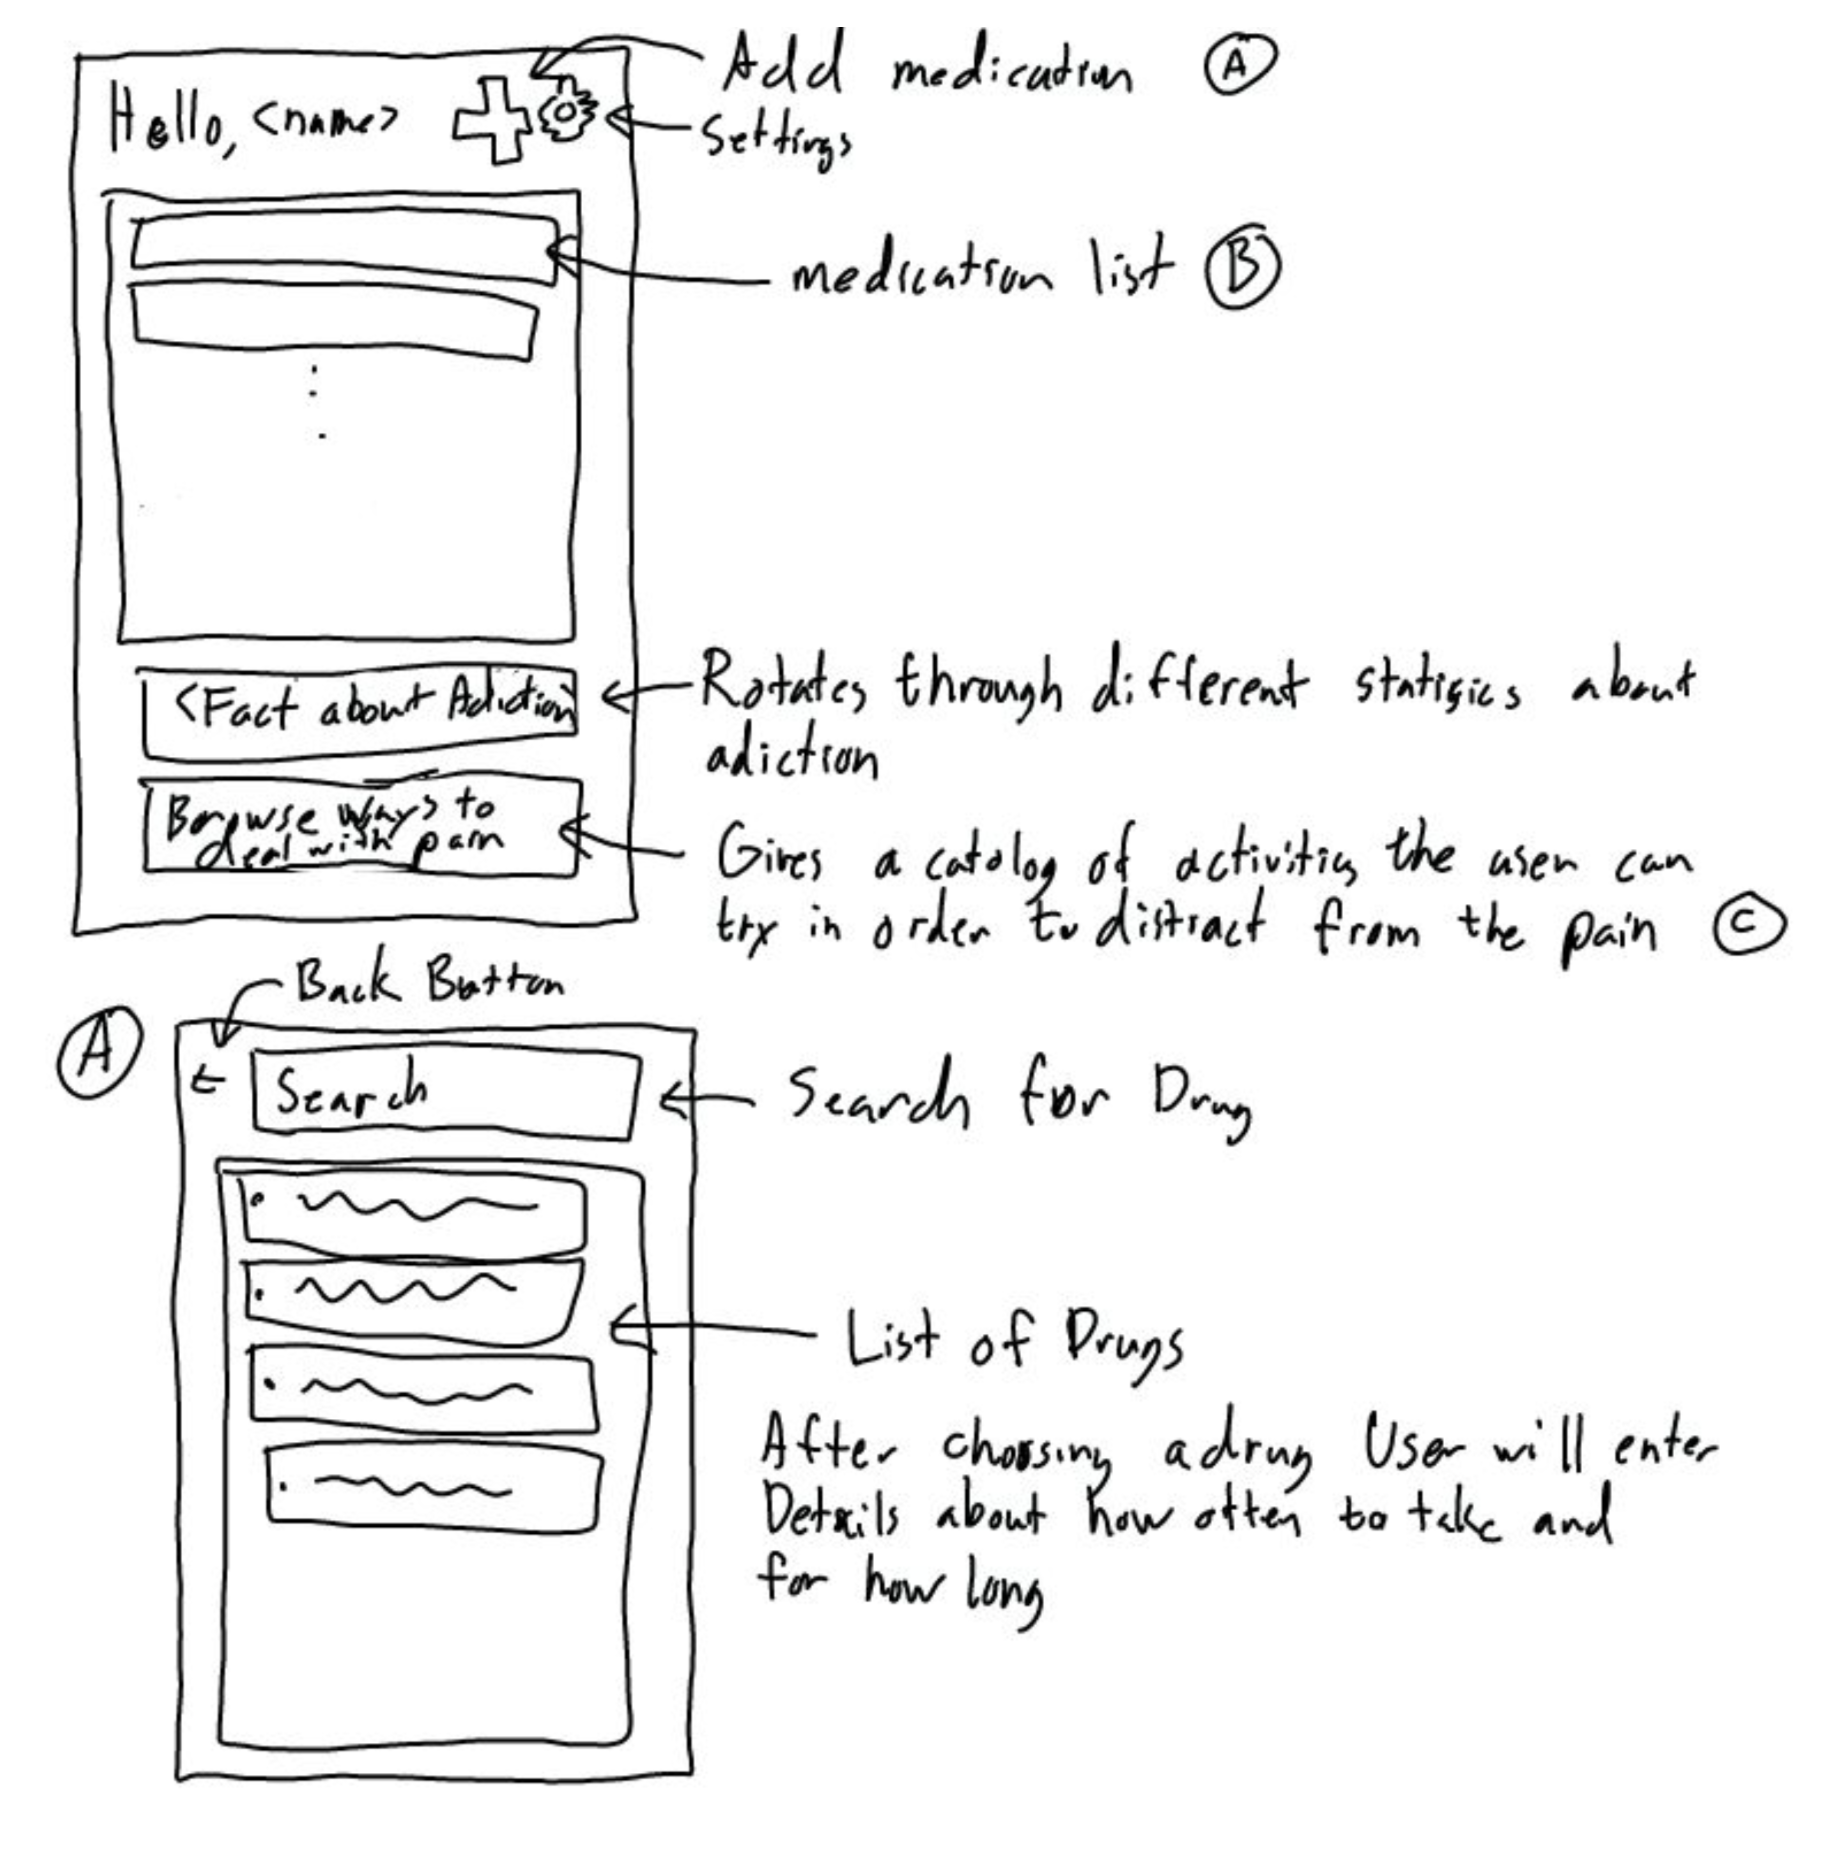 Add medication A
Hello, <name>
Settings
medication list B
<Fact about Adiction>
Rotates through different statisics about
adiction
Browse ways to
deal with pain
Gives a catolog of activitis the user can
try in order to distract from the pain C
Back Button
A
Search
Search for Drug
List of Drugs
After choosing a drug User will enter
Details about how often to take and
for how long